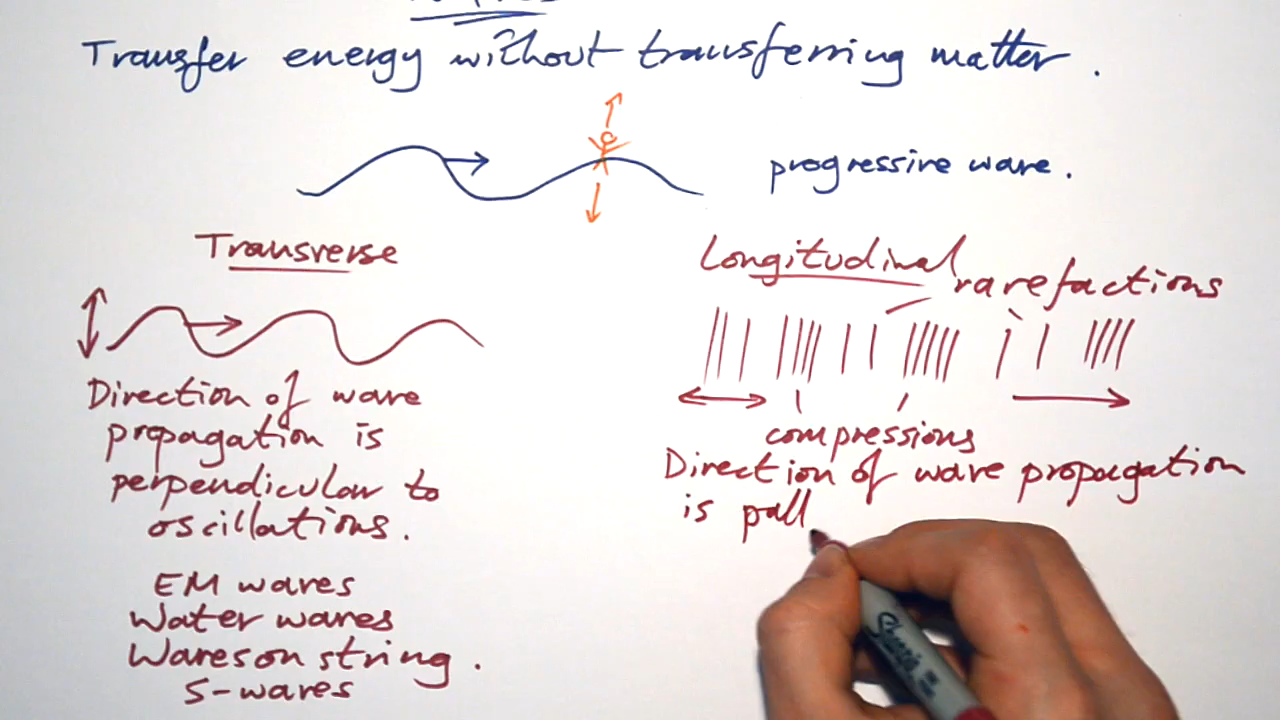 Transfer energy without transferring matter.
progressive wave.
Transverse
Direction of wave
propagation is
perpendicular to
oscillations.
EM waves
Water waves
Waves on string.
S-waves
Longitudinal
rarefactions
compressions
Direction of wave propagation
is pall
Sharpie